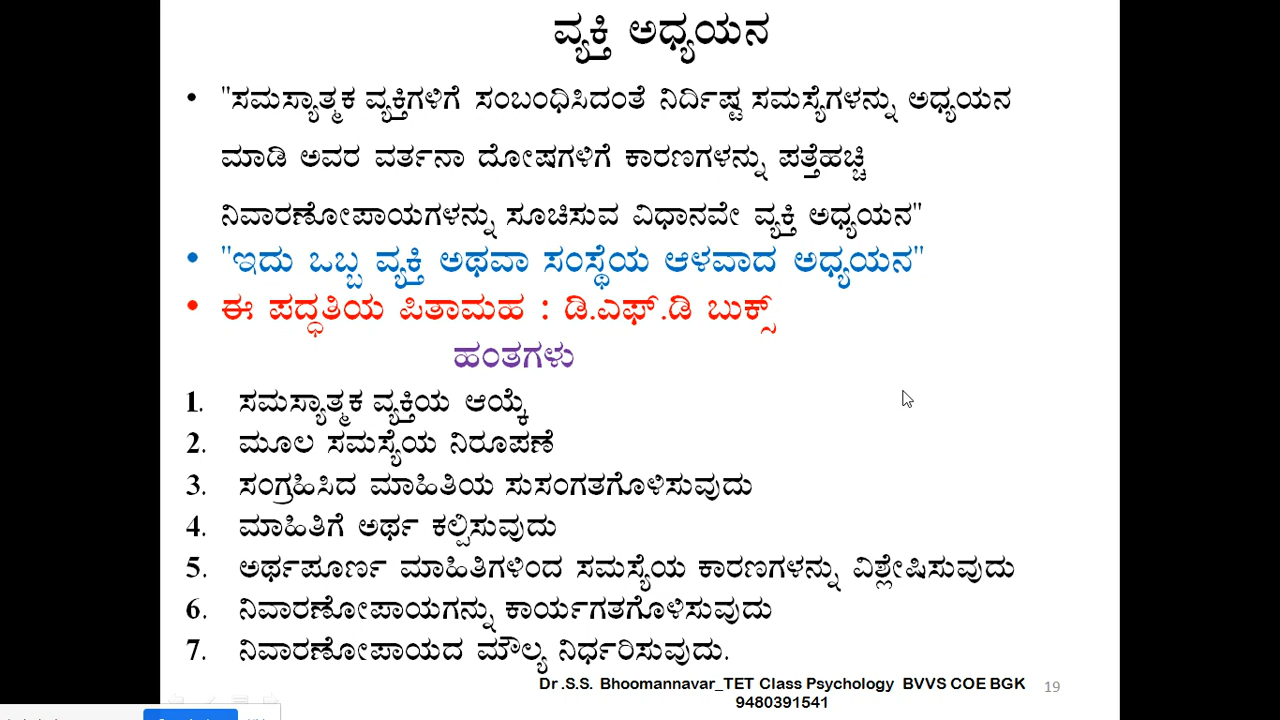 ವ್ಯಕ್ತಿ ಅಧ್ಯಯನ
• "ಸಮಸ್ಯಾತ್ಮಕ ವ್ಯಕ್ತಿಗಳಿಗೆ ಸಂಬಂಧಿಸಿದಂತೆ ನಿರ್ದಿಷ್ಟ ಸಮಸ್ಯೆಗಳನ್ನು ಅಧ್ಯಯನ
ಮಾಡಿ ಅವರ ವರ್ತನಾ ದೋಷಗಳಿಗೆ ಕಾರಣಗಳನ್ನು ಪತ್ತೆಹಚ್ಚಿ
ನಿವಾರಣೋಪಾಯಗಳನ್ನು ಸೂಚಿಸುವ ವಿಧಾನವೇ ವ್ಯಕ್ತಿ ಅಧ್ಯಯನ"
• "ಇದು ಒಬ್ಬ ವ್ಯಕ್ತಿ ಅಥವಾ ಸಂಸ್ಥೆಯ ಆಳವಾದ ಅಧ್ಯಯನ"
• ಈ ಪದ್ಧತಿಯ ಪಿತಾಮಹ : ಡಿ.ಎಫ್.ಡಿ ಬುಕ್ಸ್
ಹಂತಗಳು
1. ಸಮಸ್ಯಾತ್ಮಕ ವ್ಯಕ್ತಿಯ ಆಯ್ಕೆ
2. ಮೂಲ ಸಮಸ್ಯೆಯ ನಿರೂಪಣೆ
3. ಸಂಗ್ರಹಿಸಿದ ಮಾಹಿತಿಯ ಸುಸಂಗತಗೊಳಿಸುವುದು
4. ಮಾಹಿತಿಗೆ ಅರ್ಥ ಕಲ್ಪಿಸುವುದು
5. ಅರ್ಥಪೂರ್ಣ ಮಾಹಿತಿಗಳಿಂದ ಸಮಸ್ಯೆಯ ಕಾರಣಗಳನ್ನು ವಿಶ್ಲೇಷಿಸುವುದು
6. ನಿವಾರಣೋಪಾಯಗನ್ನು ಕಾರ್ಯಗತಗೊಳಿಸುವುದು
7. ನಿವಾರಣೋಪಾಯದ ಮೌಲ್ಯ ನಿರ್ಧರಿಸುವುದು.
Dr .S.S. Bhoomannavar_TET Class Psychology BVVS COE BGK 19
9480391541